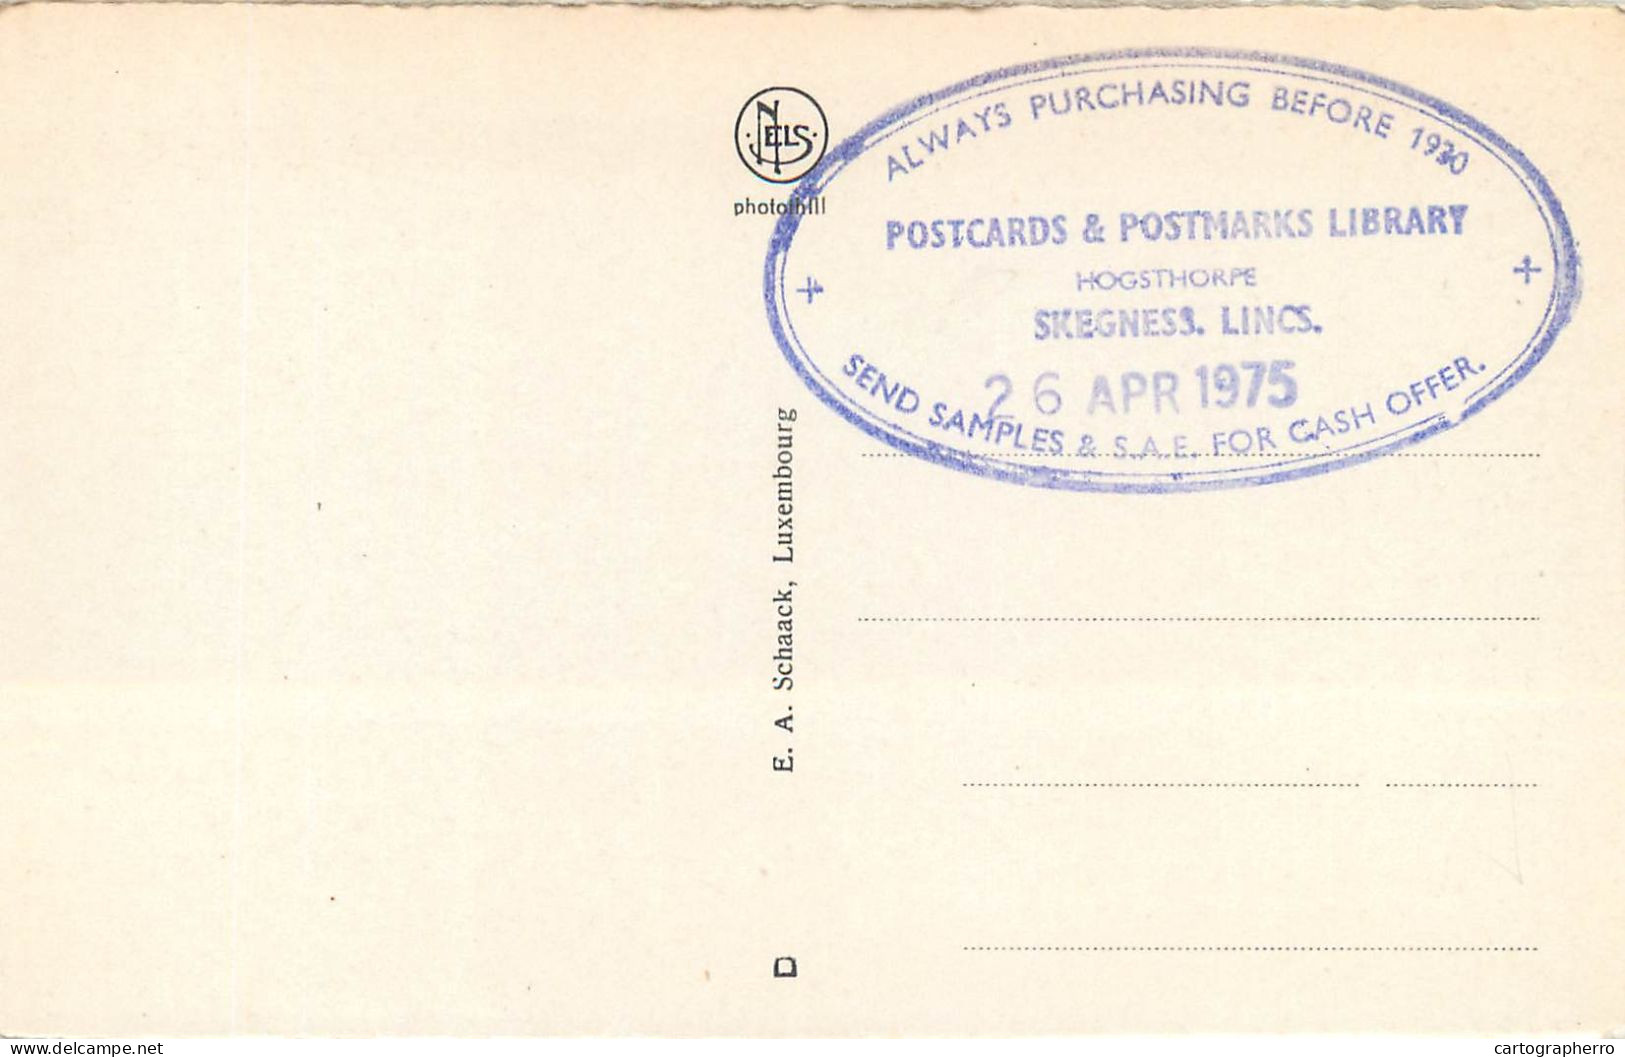 NELS
photothill
ALWAYS PURCHASING BEFORE 1930
POSTCARDS & POSTMARKS LIBRARY
HOGSTHORPE
SKEGNESS. LINCS.
26 APR 1975
SEND SAMPLES & S.A.E. FOR CASH OFFER.
E. A. Schaack, Luxembourg
D
delcampe.net
cartographerro